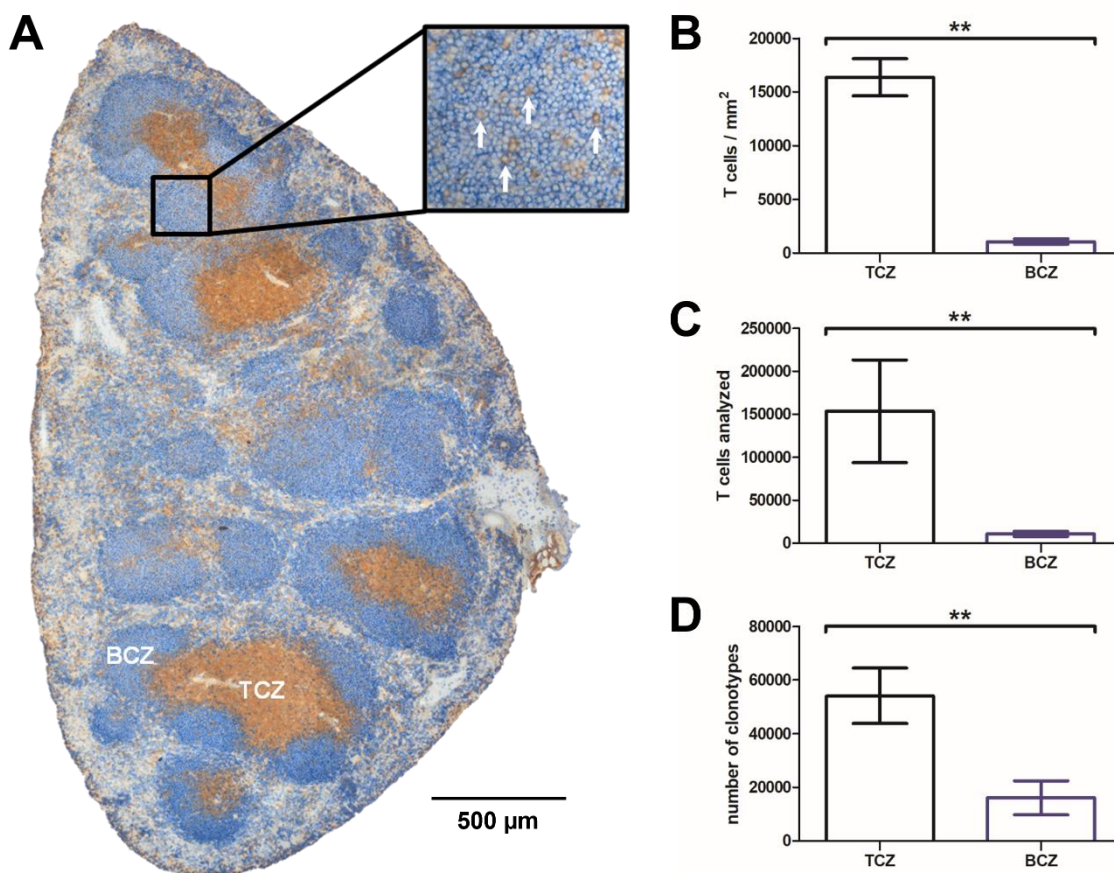 A
BCZ
TCZ
500 µm
B
**
T cells / mm²
20000
15000
10000
5000
0
TCZ
BCZ
C
**
T cells analyzed
250000
200000
150000
100000
50000
0
TCZ
BCZ
D
**
number of clonotypes
80000
60000
40000
20000
0
TCZ
BCZ